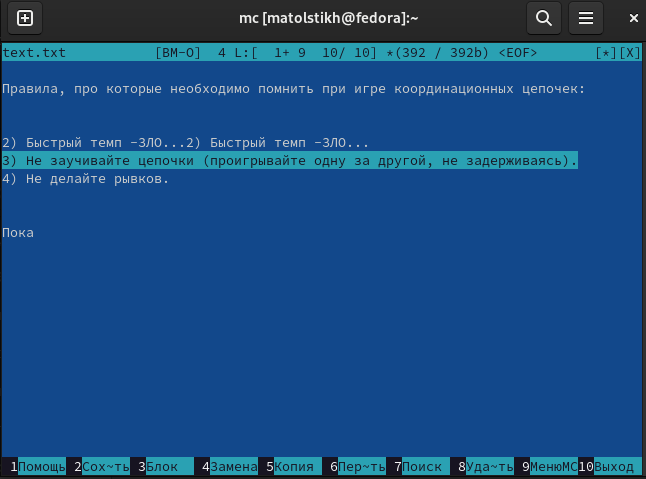 mc [matolstikh@fedora]:~
text.txt [BM-O] 4 L:[ 1+ 9 10/ 10] *(392 / 392b) <EOF> [*][X]
Правила, про которые необходимо помнить при игре координационных цепочек:
2) Быстрый темп -ЗЛО...2) Быстрый темп -ЗЛО...
3) Не заучивайте цепочки (проигрывайте одну за другой, не задерживаясь).
4) Не делайте рывков.
Пока
1Помощь 2Сох~ть 3Блок 4Замена 5Копия 6Пер~ть 7Поиск 8Уда~ть 9МенюMC 10Выход